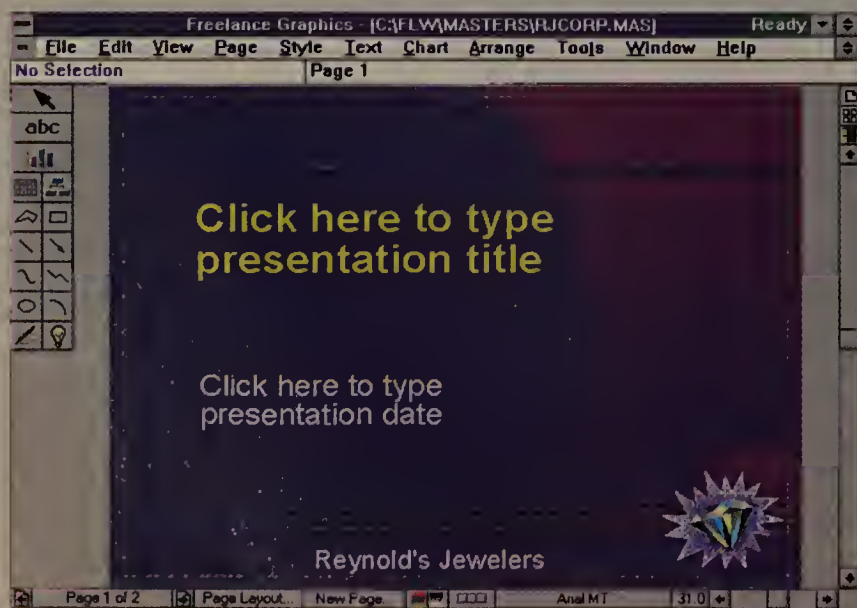 Freelance Graphics - [C:\FLW\MASTERS\RJCORP.MAS] Ready
File Edit View Page Style Text Chart Arrange Tools Window Help
No Selection Page 1
abc
Click here to type
presentation title
Click here to type
presentation date
Reynold's Jewelers
Page 1 of 2 Page Layout... New Page... Arial MT 31.0